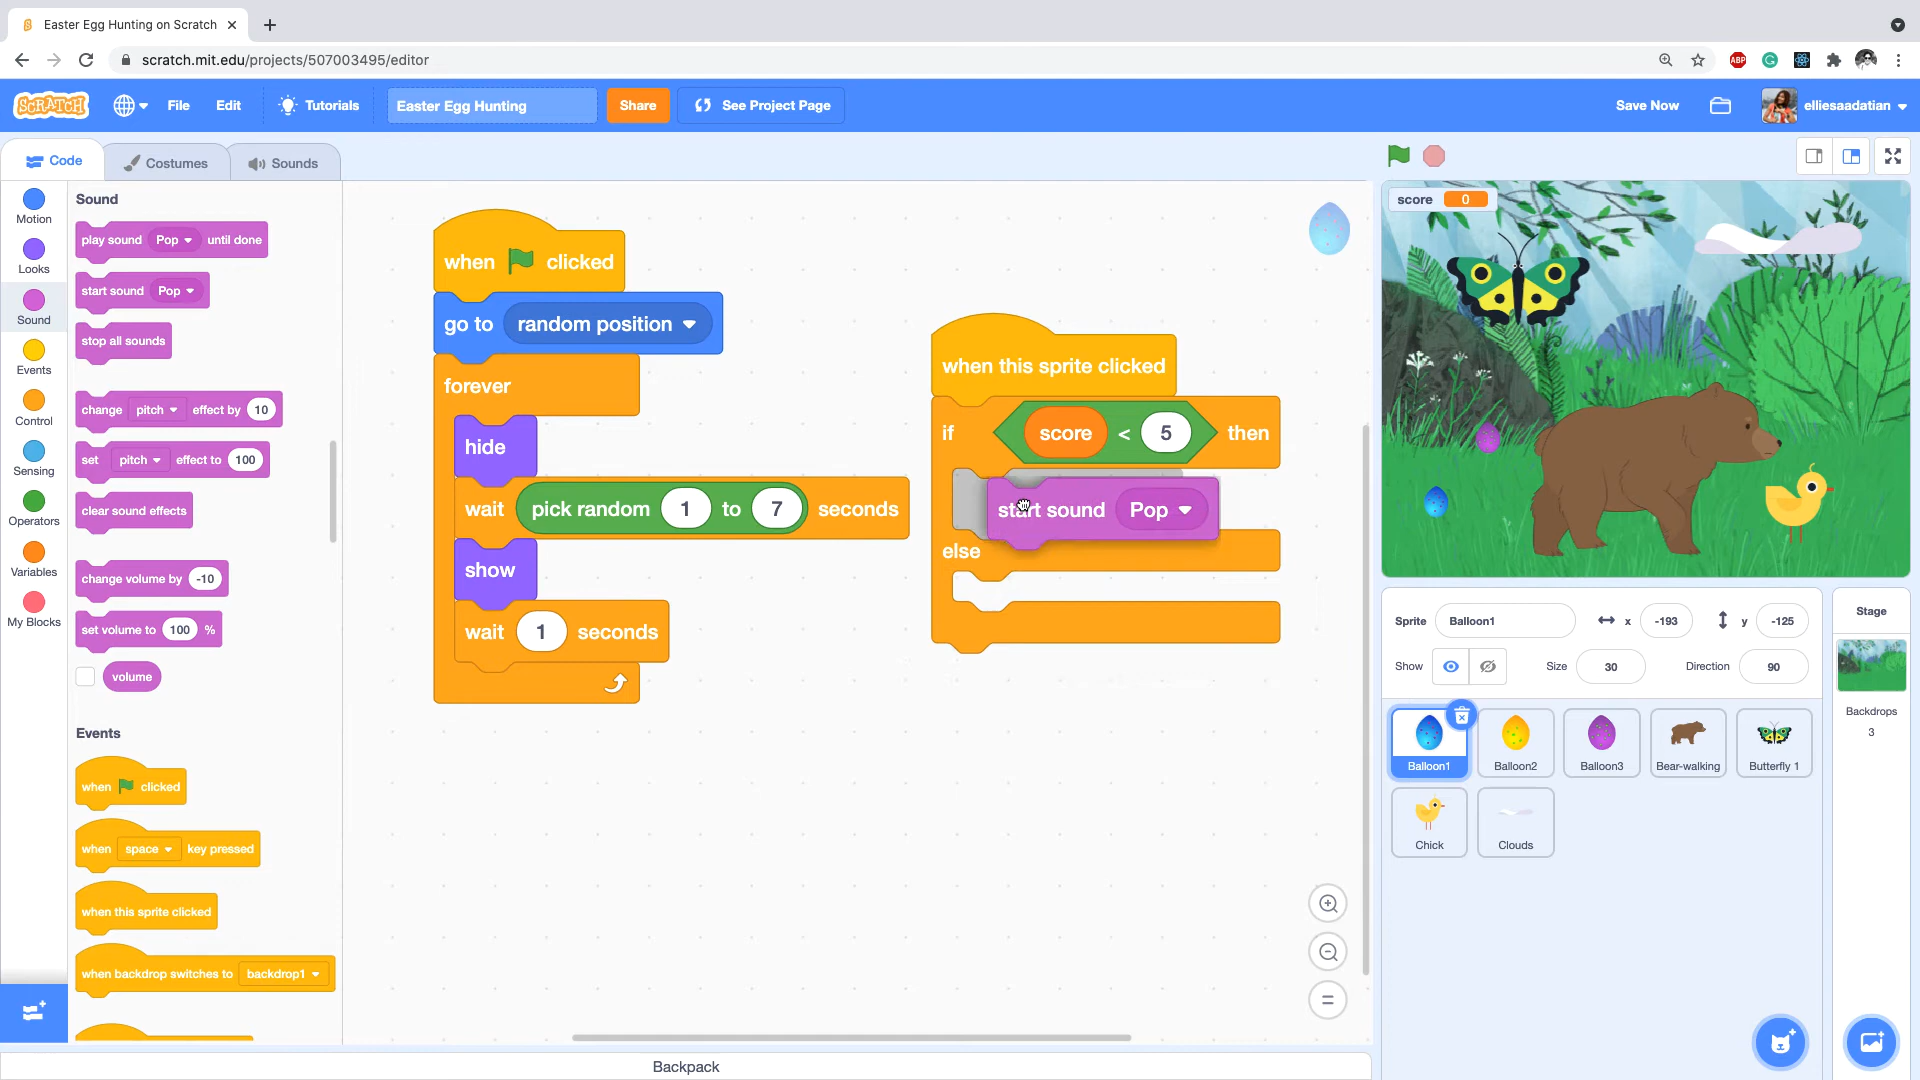 Easter Egg Hunting on Scratch
scratch.mit.edu/projects/507003495/editor
ABP
SCRATCH
File
Edit
Tutorials
Easter Egg Hunting
Share
See Project Page
Save Now
elliesaadatian
Code
Costumes
Sounds
Motion
Looks
Sound
Events
Control
Sensing
Operators
Variables
My Blocks
Sound
play sound Pop until done
start sound Pop
stop all sounds
change pitch effect by 10
set pitch effect to 100
clear sound effects
change volume by -10
set volume to 100 %
volume
Events
when clicked
when space key pressed
when this sprite clicked
when backdrop switches to backdrop1
when clicked
go to random position
forever
hide
wait pick random 1 to 7 seconds
show
wait 1 seconds
when this sprite clicked
if score < 5 then
start sound Pop
else
score 0
Sprite Balloon1 x -193 y -125
Show Size 30 Direction 90
Balloon1
Balloon2
Balloon3
Bear-walking
Butterfly 1
Chick
Clouds
Stage
Backdrops
3
Backpack